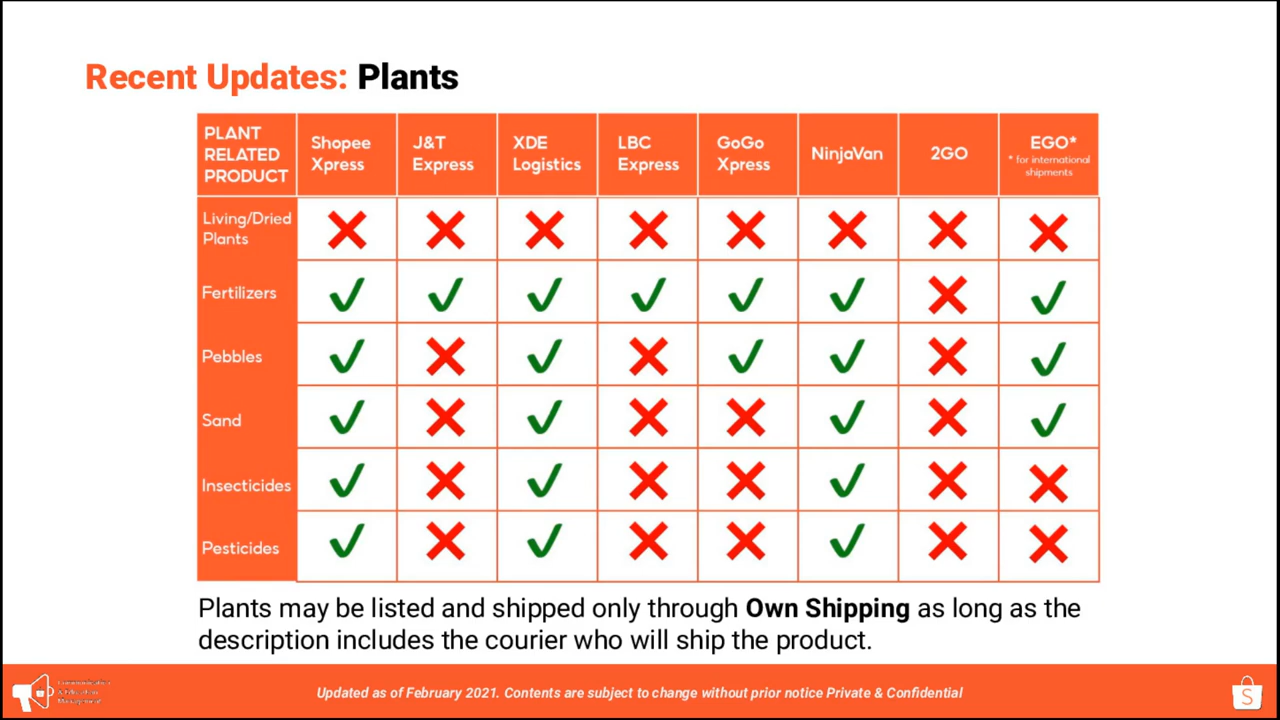 Recent Updates: Plants
PLANT
RELATED
PRODUCT
Shopee
Xpress
J&T
Express
XDE
Logistics
LBC
Express
GoGo
Xpress
NinjaVan
2GO
EGO*
* for international
shipments
Living/Dried
Plants
Fertilizers
Pebbles
Sand
Insecticides
Pesticides
Plants may be listed and shipped only through Own Shipping as long as the
description includes the courier who will ship the product.
Updated as of February 2021. Contents are subject to change without prior notice Private & Confidential
S